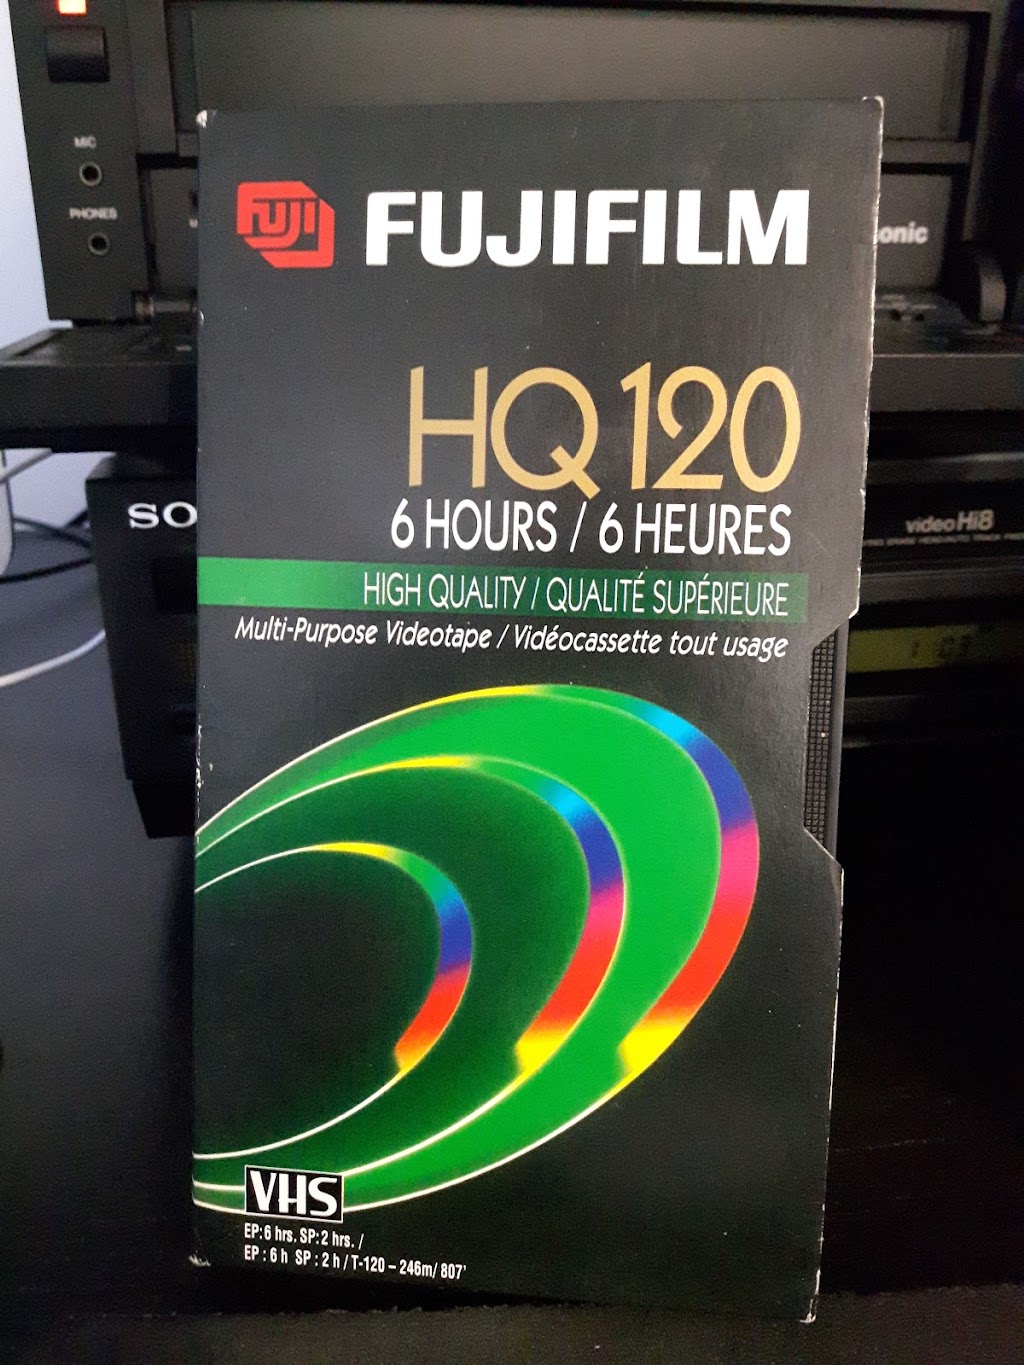 MIC
PHONES
FUJI
FUJIFILM
onic
HQ 120
6 HOURS / 6 HEURES
SO
video Hi8
HIGH QUALITY / QUALITÉ SUPÉRIEURE
Multi-Purpose Videotape / Vidéocassette tout usage
VHS
EP: 6 hrs. SP: 2 hrs. /
EP : 6 h SP : 2 h / T-120 – 246m/ 807'